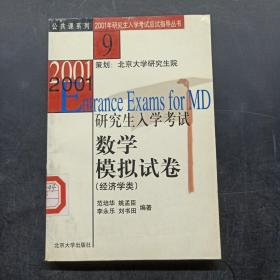 公共课系列
2001年研究生入学考试应试指导丛书
9
策划：北京大学研究生院
2001
2001
Entrance Exams for MD
研究生入学考试
数学
模拟试卷
(经济学类)
范培华 姚孟臣
李永乐 刘书田 编著
北京大学出版社